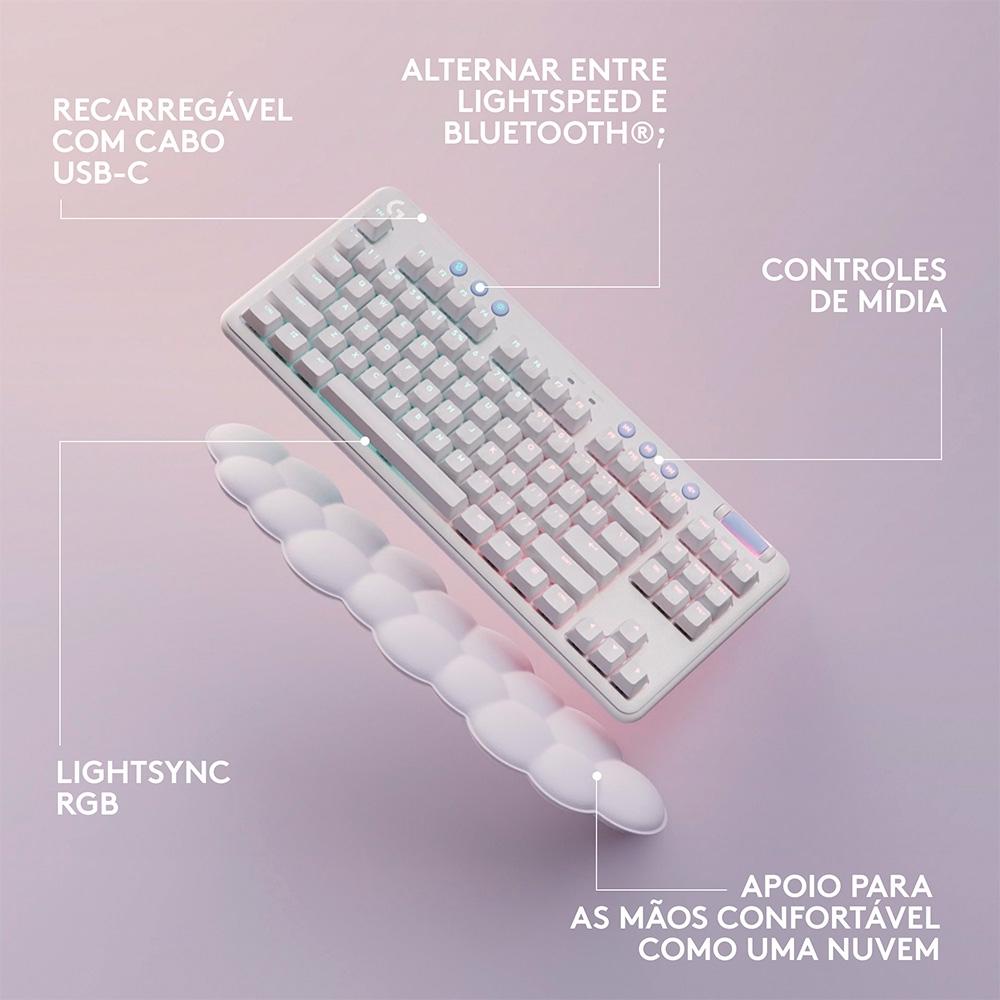 RECARREGÁVEL
COM CABO
USB-C
ALTERNAR ENTRE
LIGHTSPEED E
BLUETOOTH®;
CONTROLES
DE MÍDIA
LIGHTSYNC
RGB
APOIO PARA
AS MÃOS CONFORTÁVEL
COMO UMA NUVEM